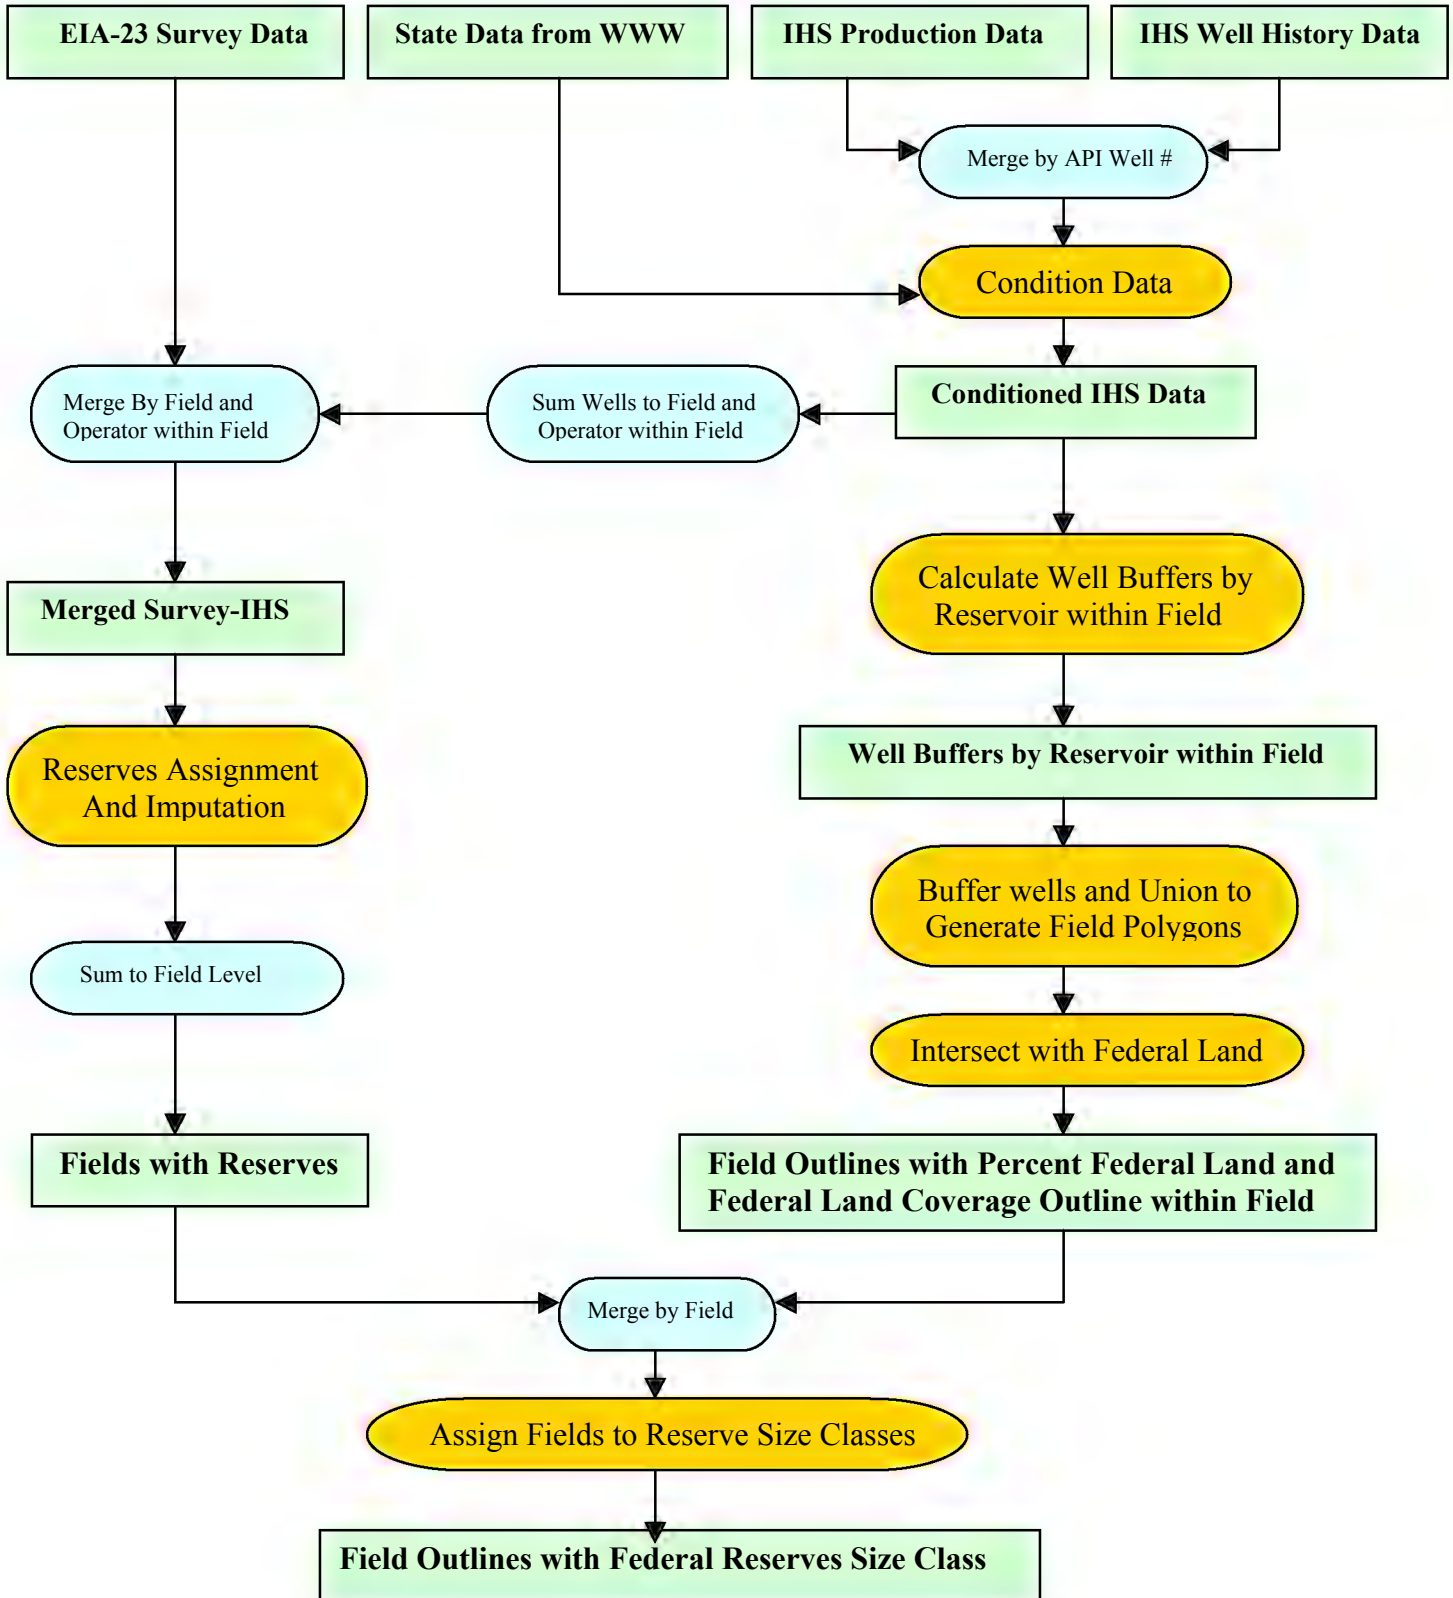 EIA-23 Survey Data
State Data from WWW
IHS Production Data
IHS Well History Data
Merge by API Well #
Condition Data
Conditioned IHS Data
Sum Wells to Field and
Operator within Field
Merge By Field and
Operator within Field
Calculate Well Buffers by
Reservoir within Field
Merged Survey-IHS
Well Buffers by Reservoir within Field
Reserves Assignment
And Imputation
Buffer wells and Union to
Generate Field Polygons
Sum to Field Level
Intersect with Federal Land
Fields with Reserves
Field Outlines with Percent Federal Land and
Federal Land Coverage Outline within Field
Merge by Field
Assign Fields to Reserve Size Classes
Field Outlines with Federal Reserves Size Class